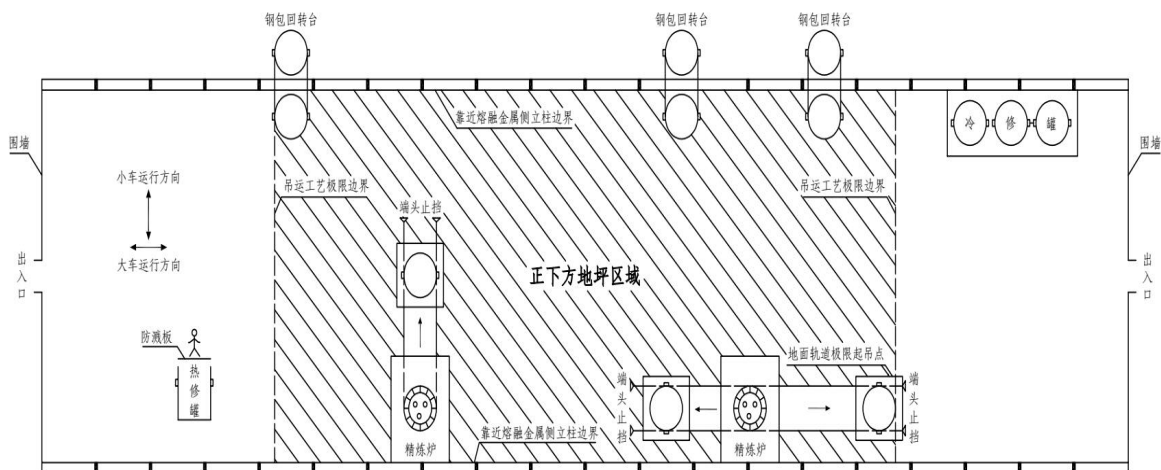 钢包回转台
钢包回转台
钢包回转台
靠近熔融金属侧立柱边界
冷
修
罐
围墙
围墙
小车运行方向
吊运工艺极限边界
吊运工艺极限边界
端头止挡
大车运行方向
出入口
出入口
正下方地坪区域
防溅板
热修罐
地面轨道极限起吊点
端头止挡
端头止挡
靠近熔融金属侧立柱边界
精炼炉
精炼炉